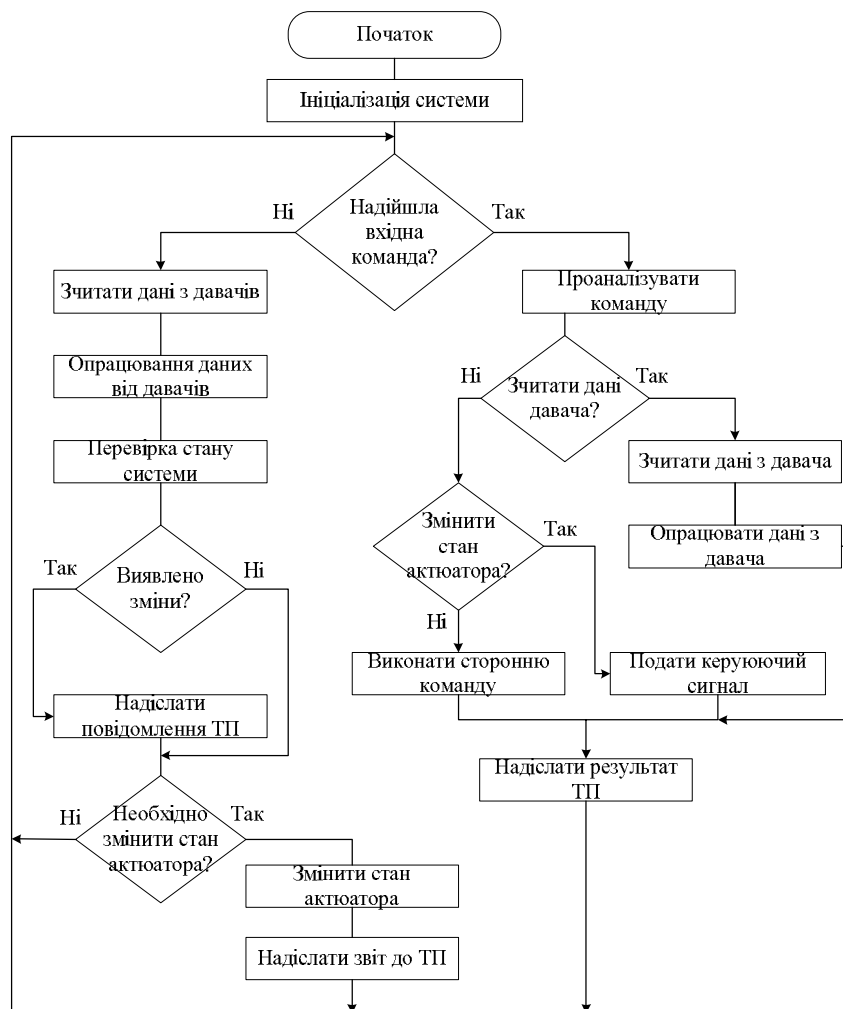 Початок
Ініціалізація системи
Надійшла
вхідна
команда?
Ні
Так
Зчитати дані з давачів
Проаналізувати
команду
Опрацювання даних
від давачів
Зчитати дані
давача?
Ні
Так
Перевірка стану
системи
Зчитати дані з давача
Змінити
стан
актюатора?
Так
Ні
Опрацювати дані з
давача
Виявлено
зміни?
Так
Ні
Виконати сторонню
команду
Подати керуюючий
сигнал
Надіслати
повідомлення ТП
Надіслати результат
ТП
Необхідно
змінити стан
актюатора?
Ні
Так
Змінити стан
актюатора
Надіслати звіт до ТП